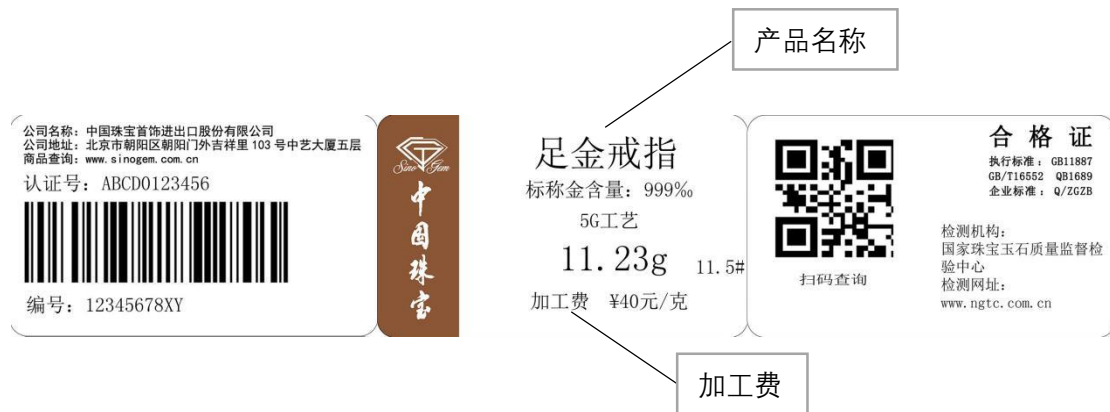 产品名称
公司名称：中国珠宝首饰进出口股份有限公司
公司地址：北京市朝阳区朝阳门外吉祥里 103 号中艺大厦五层
商品查询：www.sinogem.com.cn
认证号：ABCD0123456
编号：12345678XY
Sino Gem
中国珠宝
足金戒指
标称金含量：999‰
5G工艺
11.23g 11.5#
加工费 ¥40元/克
扫码查询
合格证
执行标准：GB11887
GB/T16552 QB1689
企业标准：Q/ZGZB
检测机构：
国家珠宝玉石质量监督检
验中心
检测网址：
www.ngtc.com.cn
加工费